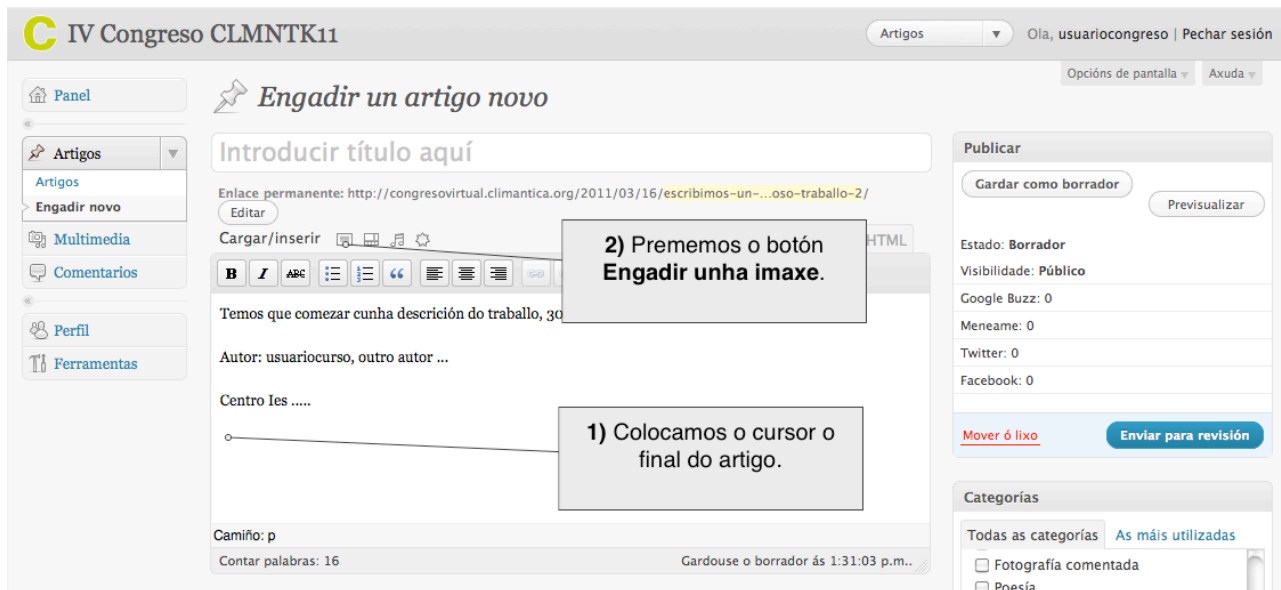 C IV Congreso CLMNTK11
Artigos
Ola, usuariocongreso | Pechar sesión
Opcións de pantalla
Axuda
Panel
Artigos
Artigos
Engadir novo
Multimedia
Comentarios
Perfil
Ferramentas
Engadir un artigo novo
Introducir título aquí
Enlace permanente: http://congresovirtual.climantica.org/2011/03/16/escribimos-un-...oso-traballo-2/
Editar
Cargar/inserir
HTML
B I ABC
2) Prememos o botón
Engadir unha imaxe.
Temos que comezar cunha descrición do traballo, 30
Autor: usuariocurso, outro autor ...
Centro Ies .....
1) Colocamos o cursor o
final do artigo.
Camiño: p
Contar palabras: 16
Gardouse o borrador ás 1:31:03 p.m..
Publicar
Gardar como borrador
Previsualizar
Estado: Borrador
Visibilidade: Público
Google Buzz: 0
Meneame: 0
Twitter: 0
Facebook: 0
Mover ó lixo
Enviar para revisión
Categorías
Todas as categorías
As máis utilizadas
Fotografía comentada
Poesía